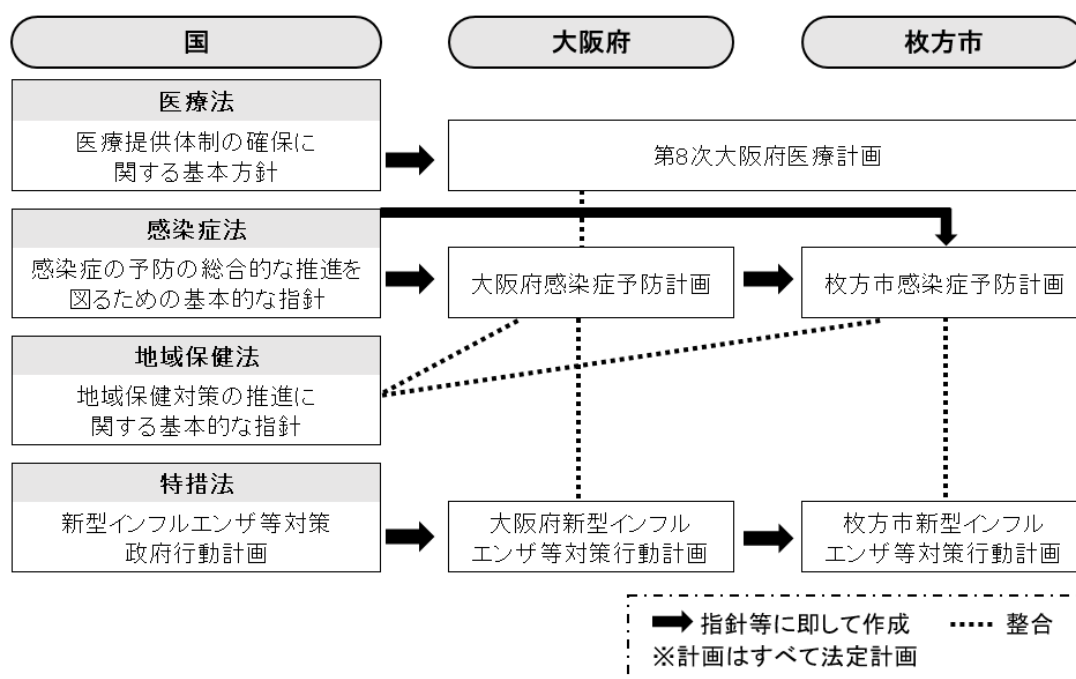 国
大阪府
枚方市
医療法
医療提供体制の確保に
関する基本方針
第8次大阪府医療計画
感染症法
感染症の予防の総合的な推進を
図るための基本的な指針
大阪府感染症予防計画
枚方市感染症予防計画
地域保健法
地域保健対策の推進に
関する基本的な指針
特措法
新型インフルエンザ等対策
政府行動計画
大阪府新型インフル
エンザ等対策行動計画
枚方市新型インフル
エンザ等対策行動計画
指針等に即して作成
整合
※計画はすべて法定計画